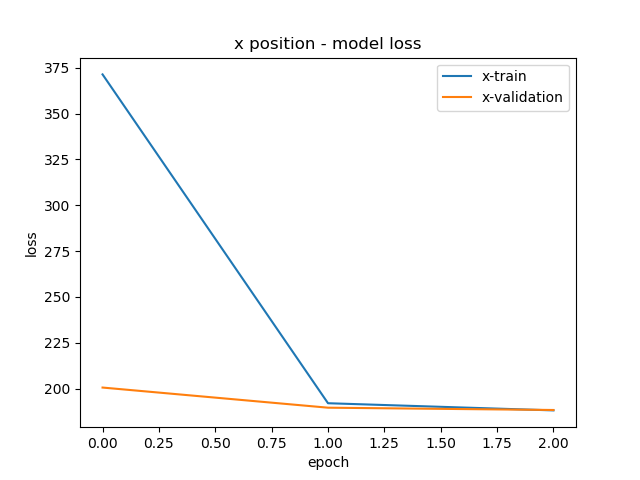 x position - model loss
x-train
x-validation
375
350
325
300
275
250
225
200
loss
0.00 0.25 0.50 0.75 1.00 1.25 1.50 1.75 2.00
epoch